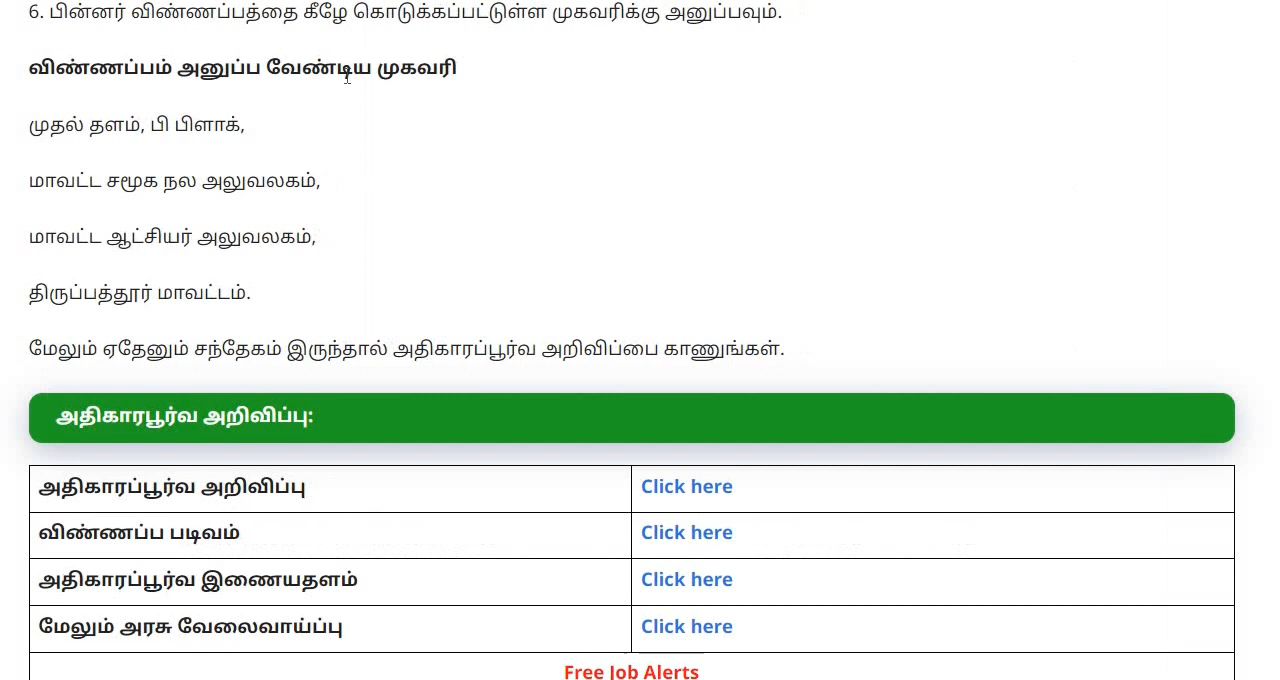 6. பின்னர் விண்ணப்பத்தை கீழே கொடுக்கப்பட்டுள்ள முகவரிக்கு அனுப்பவும்.
விண்ணப்பம் அனுப்ப வேண்டிய முகவரி
முதல் தளம், பி பிளாக்,
மாவட்ட சமூக நல அலுவலகம்,
மாவட்ட ஆட்சியர் அலுவலகம்,
திருப்பத்தூர் மாவட்டம்.
மேலும் ஏதேனும் சந்தேகம் இருந்தால் அதிகாரப்பூர்வ அறிவிப்பை காணுங்கள்.
அதிகாரபூர்வ அறிவிப்பு:
அதிகாரப்பூர்வ அறிவிப்பு Click here
விண்ணப்ப படிவம் Click here
அதிகாரப்பூர்வ இணையதளம் Click here
மேலும் அரசு வேலைவாய்ப்பு Click here
Free Job Alerts